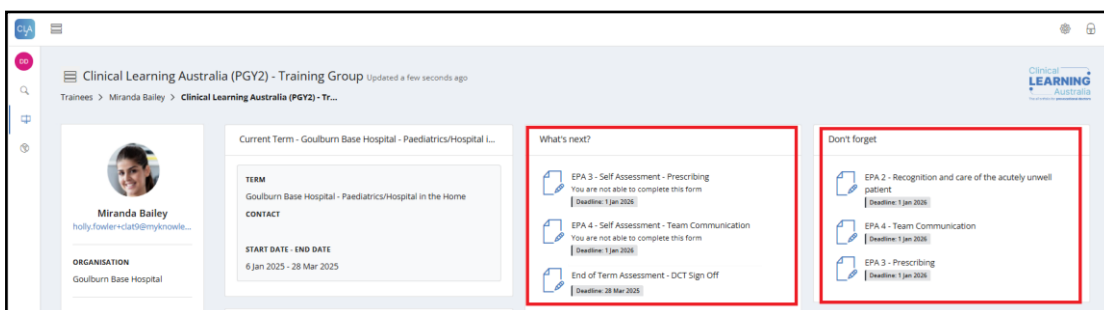 CLA
OD
Clinical Learning Australia (PGY2) - Training Group Updated a few seconds ago
Trainees > Miranda Bailey > Clinical Learning Australia (PGY2) - Tr...
Clinical
LEARNING
Australia
Miranda Bailey
holly.fowler+clat9@myknowle...
ORGANISATION
Goulburn Base Hospital
Current Term - Goulburn Base Hospital - Paediatrics/Hospital i...
TERM
Goulburn Base Hospital - Paediatrics/Hospital in the Home
CONTACT
START DATE - END DATE
6 Jan 2025 - 28 Mar 2025
What's next?
EPA 3 - Self Assessment - Prescribing
You are not able to complete this form
Deadline: 1 Jan 2026
EPA 4 - Self Assessment - Team Communication
You are not able to complete this form
Deadline: 1 Jan 2026
End of Term Assessment - DCT Sign Off
Deadline: 28 Mar 2025
Don't forget
EPA 2 - Recognition and care of the acutely unwell
patient
Deadline: 1 Jan 2026
EPA 4 - Team Communication
Deadline: 1 Jan 2026
EPA 3 - Prescribing
Deadline: 1 Jan 2026